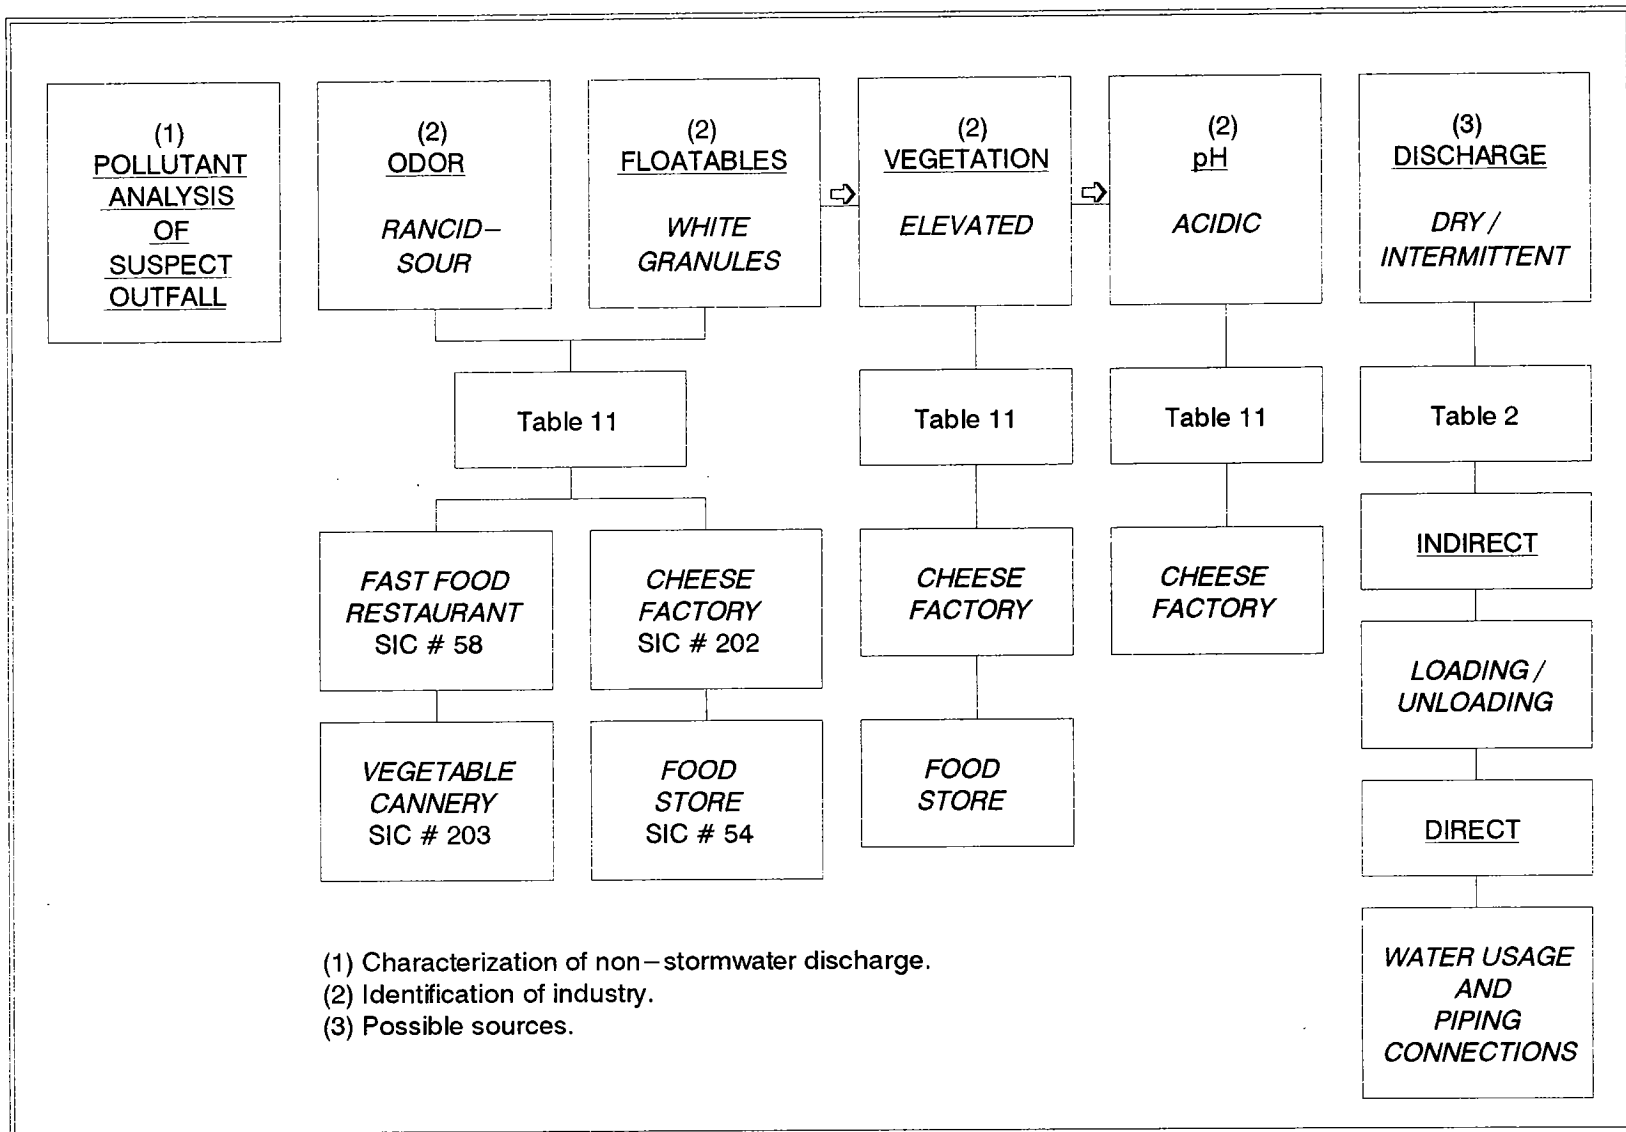 (1)
POLLUTANT
ANALYSIS
OF
SUSPECT
OUTFALL
(2)
ODOR
RANCID–
SOUR
(2)
FLOATABLES
WHITE
GRANULES
(2)
VEGETATION
ELEVATED
(2)
pH
ACIDIC
(3)
DISCHARGE
DRY /
INTERMITTENT
Table 11
Table 11
Table 11
Table 2
FAST FOOD
RESTAURANT
SIC # 58
CHEESE
FACTORY
SIC # 202
CHEESE
FACTORY
CHEESE
FACTORY
INDIRECT
LOADING /
UNLOADING
VEGETABLE
CANNERY
SIC # 203
FOOD
STORE
SIC # 54
FOOD
STORE
DIRECT
WATER USAGE
AND
PIPING
CONNECTIONS
(1) Characterization of non–stormwater discharge.
(2) Identification of industry.
(3) Possible sources.